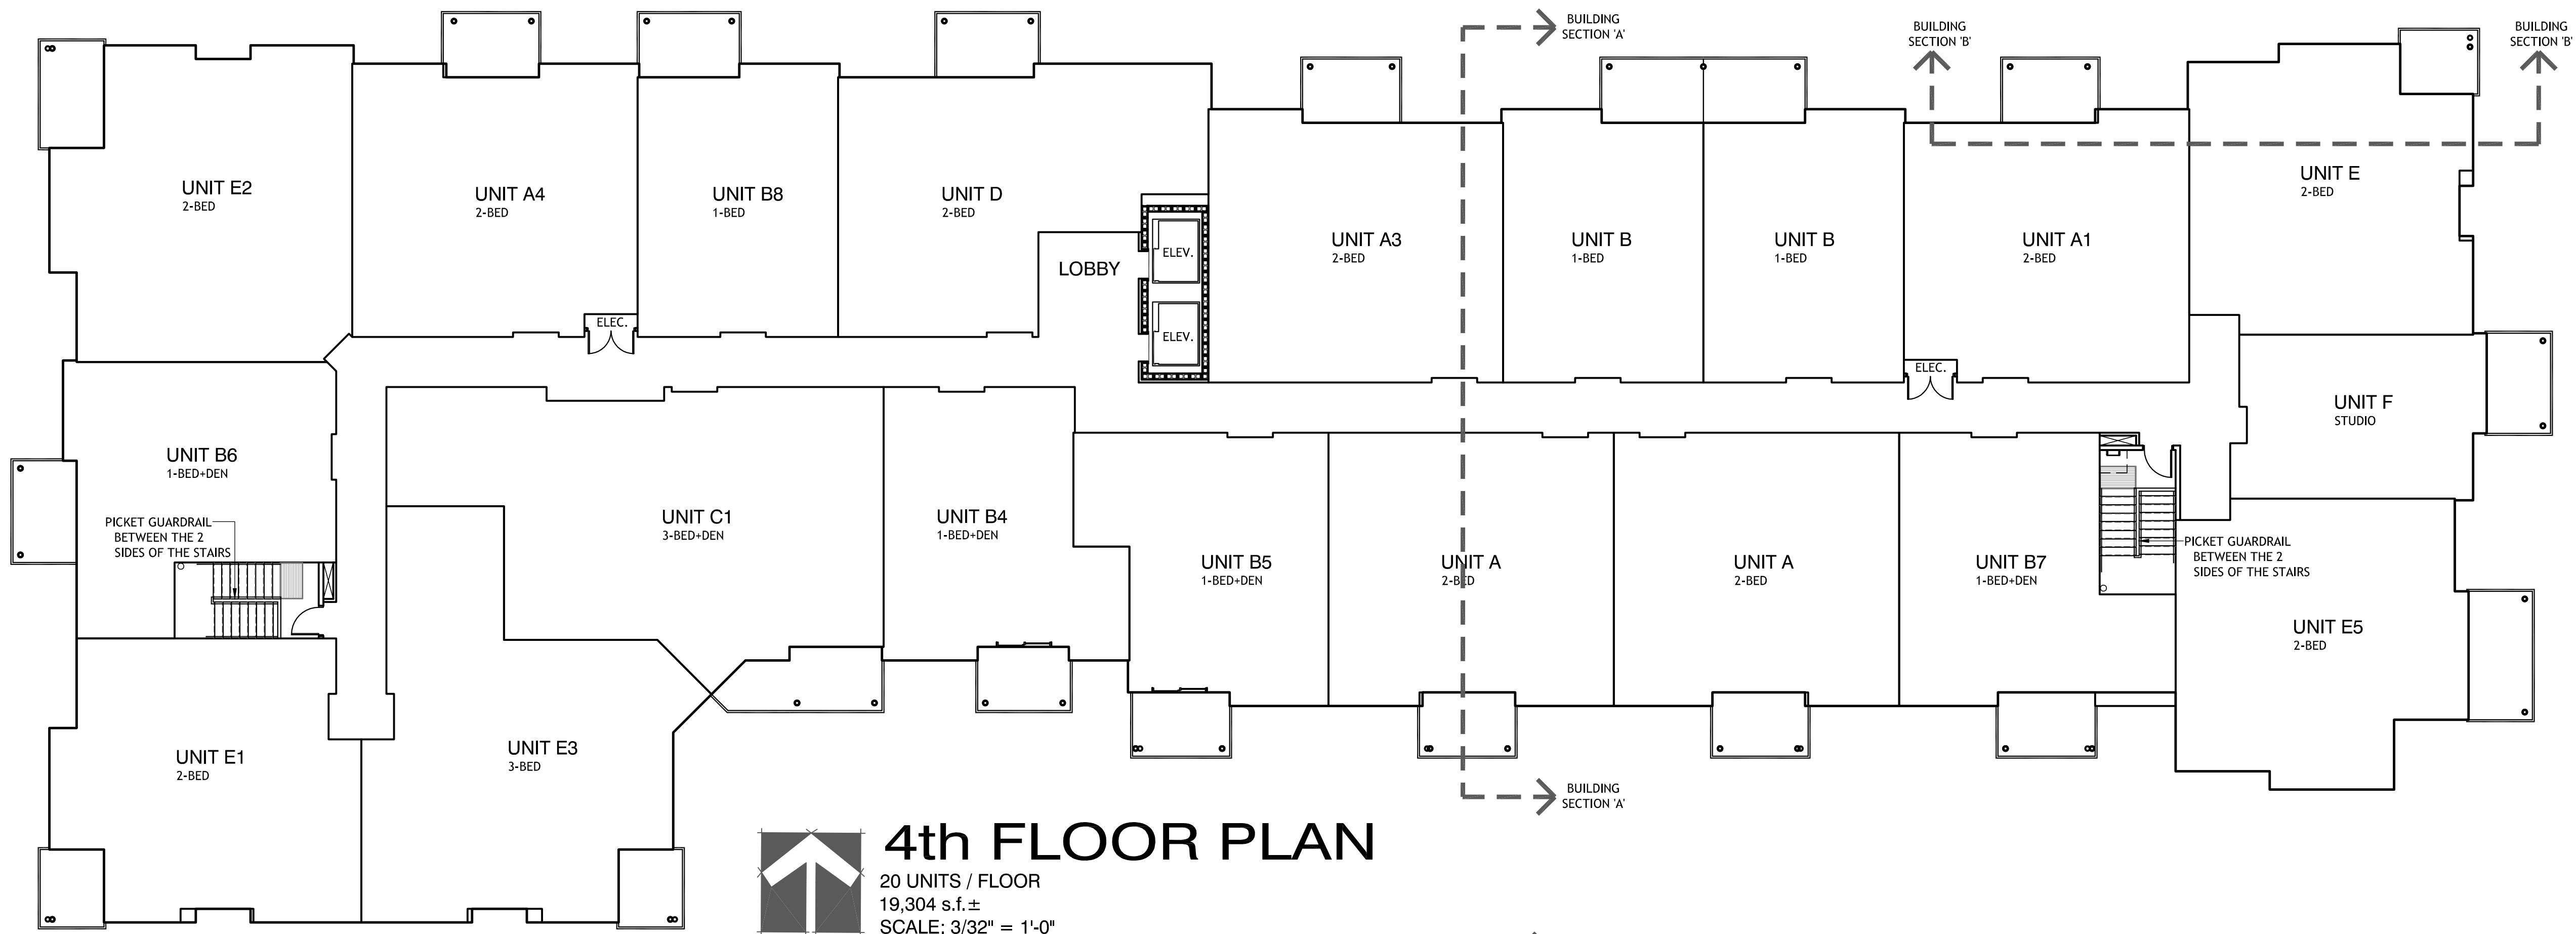 BUILDING
SECTION 'A'
BUILDING
SECTION 'B'
BUILDING
SECTION 'B'
UNIT E2
2-BED
UNIT A4
2-BED
UNIT B8
1-BED
UNIT D
2-BED
UNIT E
2-BED
LOBBY
ELEV.
ELEV.
UNIT A3
2-BED
UNIT B
1-BED
UNIT B
1-BED
UNIT A1
2-BED
ELEC.
ELEC.
UNIT F
STUDIO
UNIT B6
1-BED+DEN
PICKET GUARDRAIL
BETWEEN THE 2
SIDES OF THE STAIRS
UNIT C1
3-BED+DEN
UNIT B4
1-BED+DEN
UNIT B5
1-BED+DEN
UNIT A
2-BED
UNIT A
2-BED
UNIT B7
1-BED+DEN
PICKET GUARDRAIL
BETWEEN THE 2
SIDES OF THE STAIRS
UNIT E5
2-BED
UNIT E1
2-BED
UNIT E3
3-BED
BUILDING
SECTION 'A'
4th FLOOR PLAN
20 UNITS / FLOOR
19,304 s.f.±
SCALE: 3/32" = 1'-0"